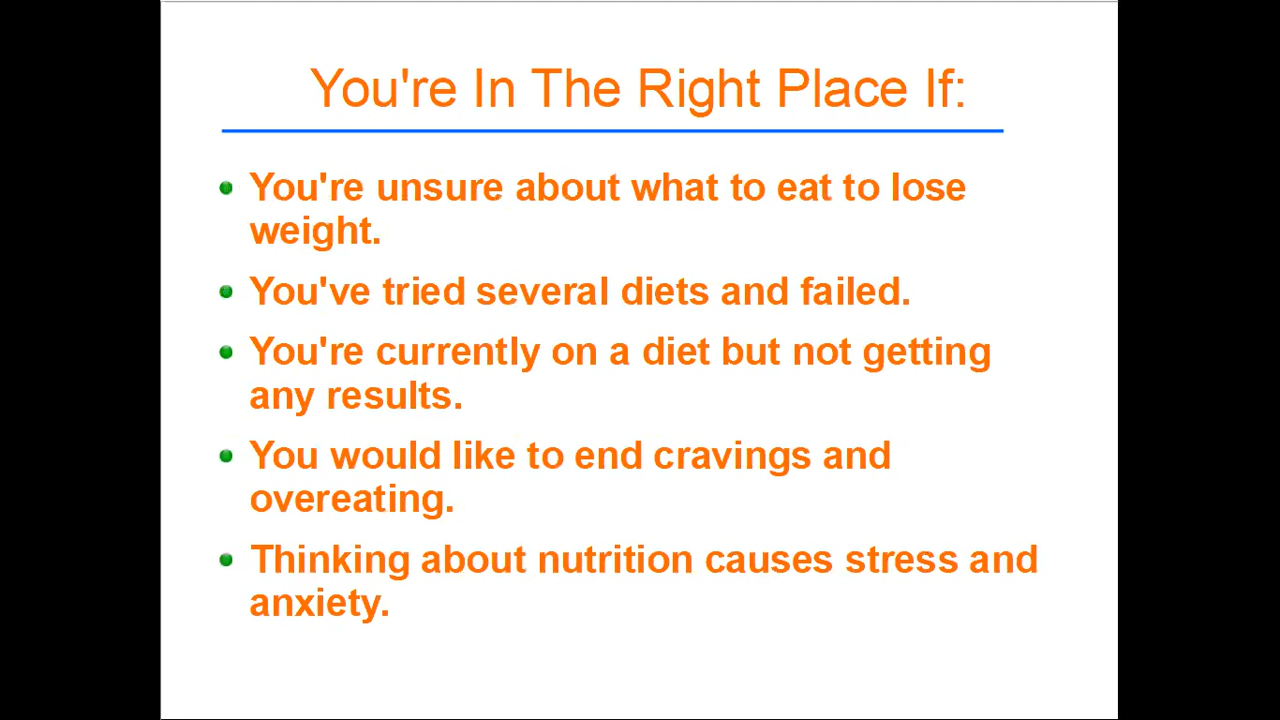 You're In The Right Place If:
You're unsure about what to eat to lose
weight.
You've tried several diets and failed.
You're currently on a diet but not getting
any results.
You would like to end cravings and
overeating.
Thinking about nutrition causes stress and
anxiety.